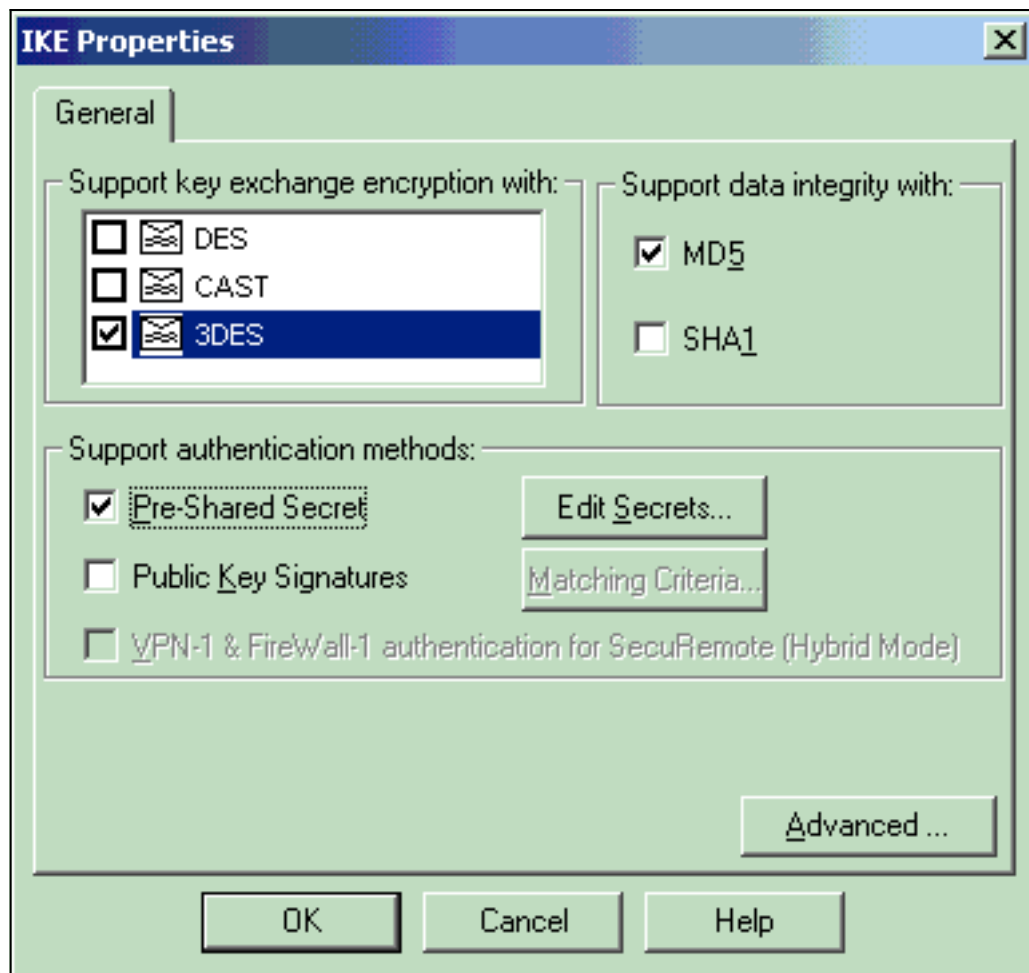 IKE Properties
General
Support key exchange encryption with:
DES
CAST
3DES
Support data integrity with:
MD5
SHA1
Support authentication methods:
Pre-Shared Secret
Edit Secrets...
Public Key Signatures
Matching Criteria...
VPN-1 & FireWall-1 authentication for SecuRemote (Hybrid Mode)
Advanced ...
OK
Cancel
Help